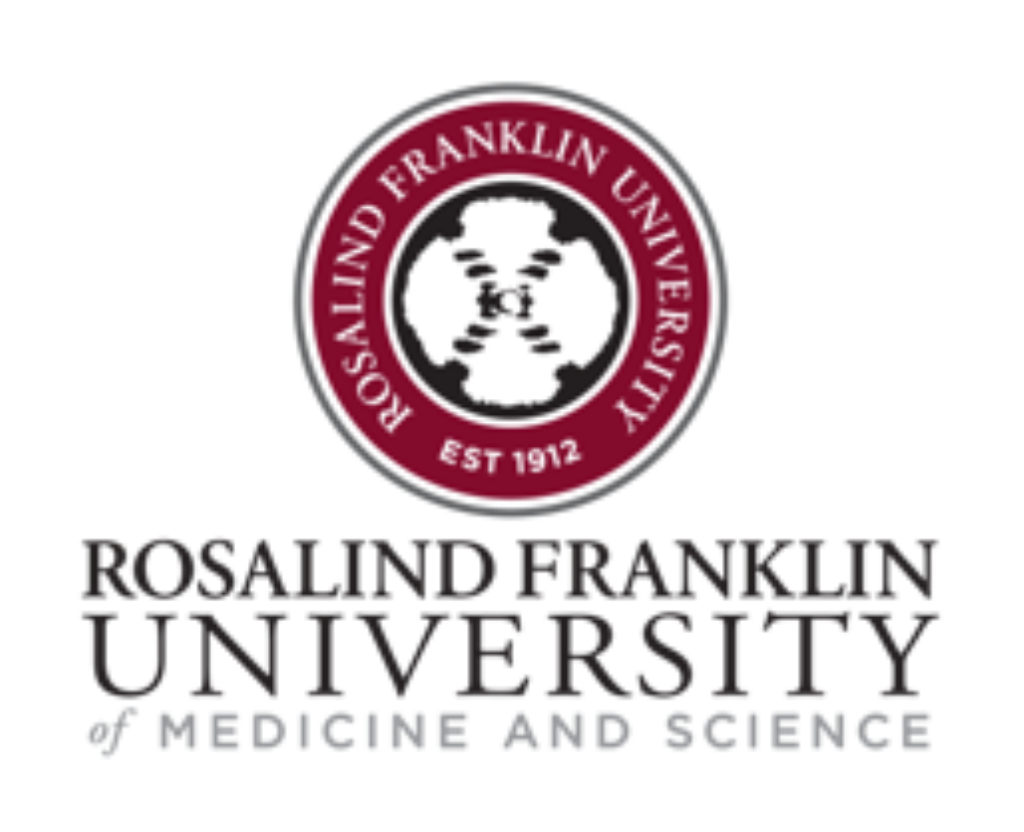 ROSALIND FRANKLIN UNIVERSITY
EST 1912
ROSALIND FRANKLIN
UNIVERSITY
of MEDICINE AND SCIENCE